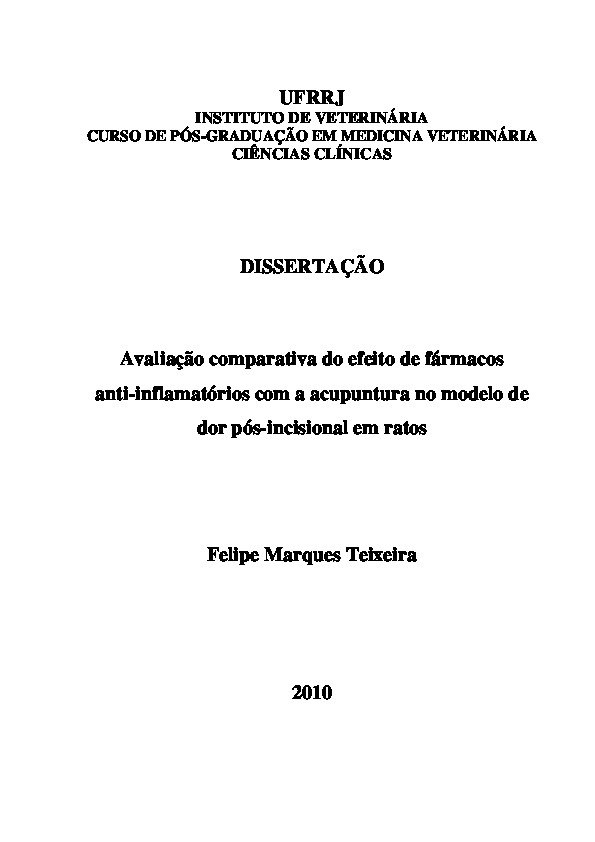 UFRRJ
INSTITUTO DE VETERINÁRIA
CURSO DE PÓS-GRADUAÇÃO EM MEDICINA VETERINÁRIA
CIÊNCIAS CLÍNICAS
DISSERTAÇÃO
Avaliação comparativa do efeito de fármacos
anti-inflamatórios com a acupuntura no modelo de
dor pós-incisional em ratos
Felipe Marques Teixeira
2010